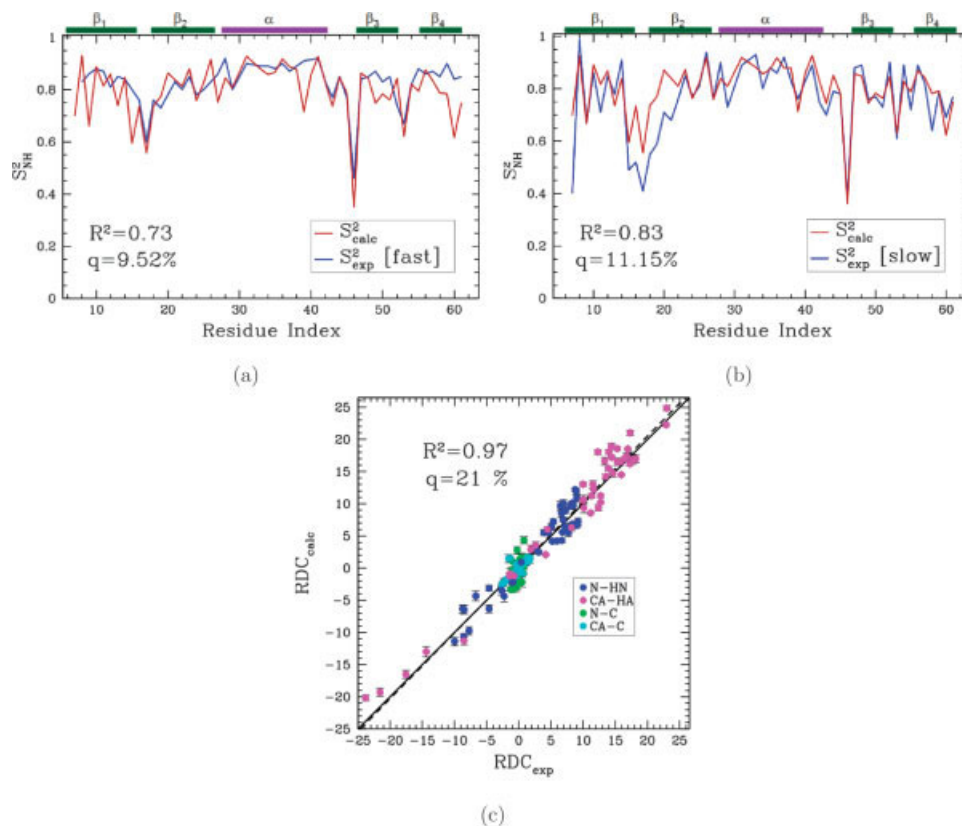 β1 β2 α β3 β4
1
0.8
0.6
0.4
0.2
0
S²NH
R²=0.73
q=9.52%
S²calc
S²exp [fast]
10 20 30 40 50 60
Residue Index
(a)
β1 β2 α β3 β4
1
0.8
0.6
0.4
0.2
0
S²NH
R²=0.83
q=11.15%
S²calc
S²exp [slow]
10 20 30 40 50 60
Residue Index
(b)
25
20
15
10
5
0
−5
−10
−15
−20
−25
RDCcalc
R²=0.97
q=21 %
N-HN
CA-HA
N-C
CA-C
−25 −20 −15 −10 −5 0 5 10 15 20 25
RDCexp
(c)